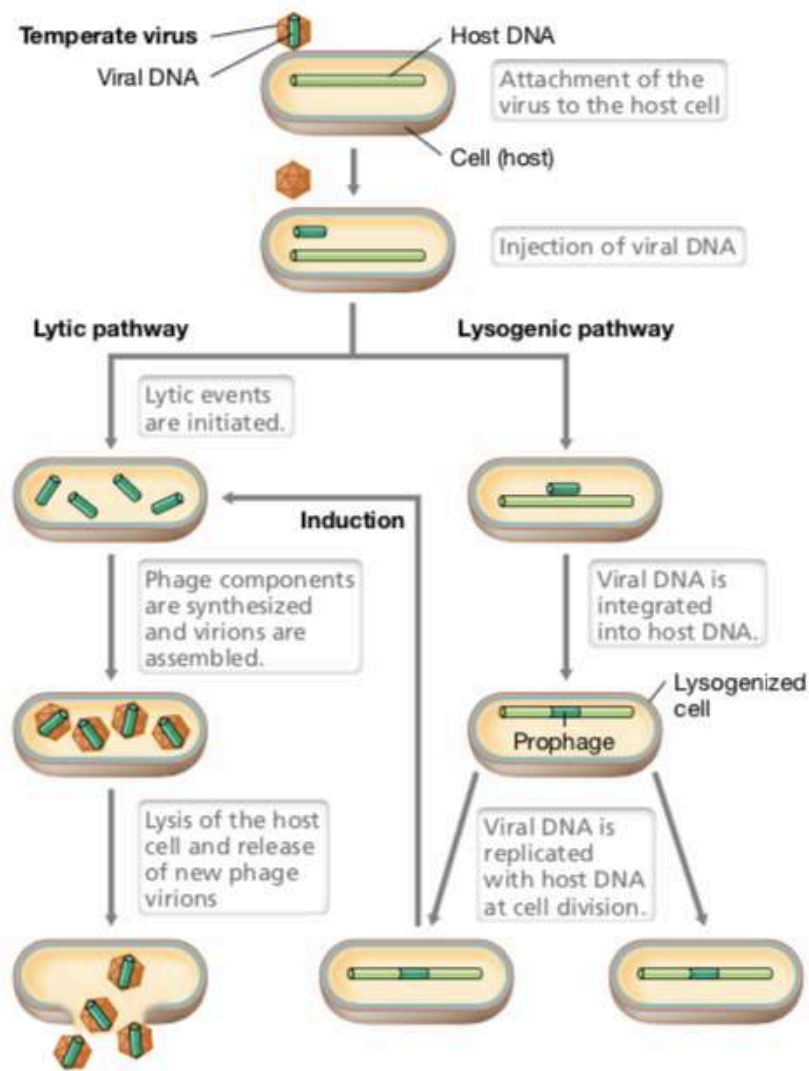 Temperate virus
Viral DNA
Host DNA
Attachment of the
virus to the host cell
Cell (host)
Injection of viral DNA
Lytic pathway
Lysogenic pathway
Lytic events
are initiated.
Induction
Phage components
are synthesized
and virions are
assembled.
Viral DNA is
integrated
into host DNA.
Lysogenized
cell
Prophage
Lysis of the host
cell and release
of new phage
virions
Viral DNA is
replicated
with host DNA
at cell division.